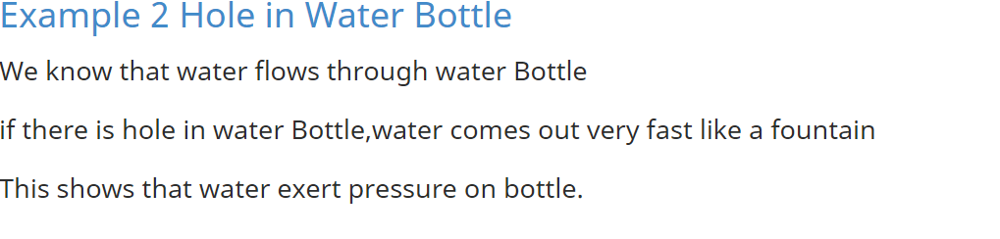 Example 2 Hole in Water Bottle
We know that water flows through water Bottle
if there is hole in water Bottle,water comes out very fast like a fountain
This shows that water exert pressure on bottle.